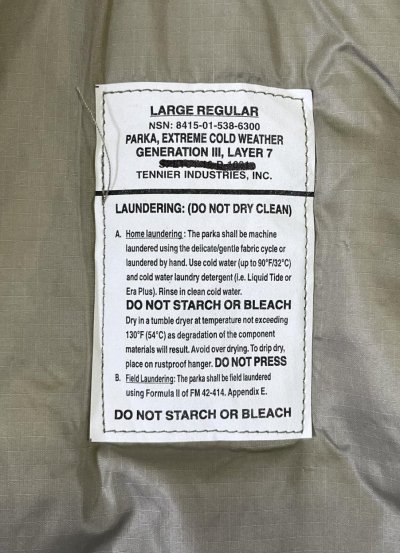 LARGE REGULAR
NSN: 8415-01-538-6300
PARKA, EXTREME COLD WEATHER
GENERATION III, LAYER 7
TENNIER INDUSTRIES, INC.
LAUNDERING: (DO NOT DRY CLEAN)
A. Home laundering : The parka shall be machine
laundered using the delicate/gentle fabric cycle or
laundered by hand. Use cold water (up to 90°F/32°C)
and cold water laundry detergent (i.e. Liquid Tide or
Era Plus). Rinse in clean cold water.
DO NOT STARCH OR BLEACH
Dry in a tumble dryer at temperature not exceeding
130°F (54°C) as degradation of the component
materials will result. Avoid over drying. To drip dry,
place on rustproof hanger. DO NOT PRESS
B. Field Laundering: The parka shall be field laundered
using Formula II of FM 42-414. Appendix E.
DO NOT STARCH OR BLEACH